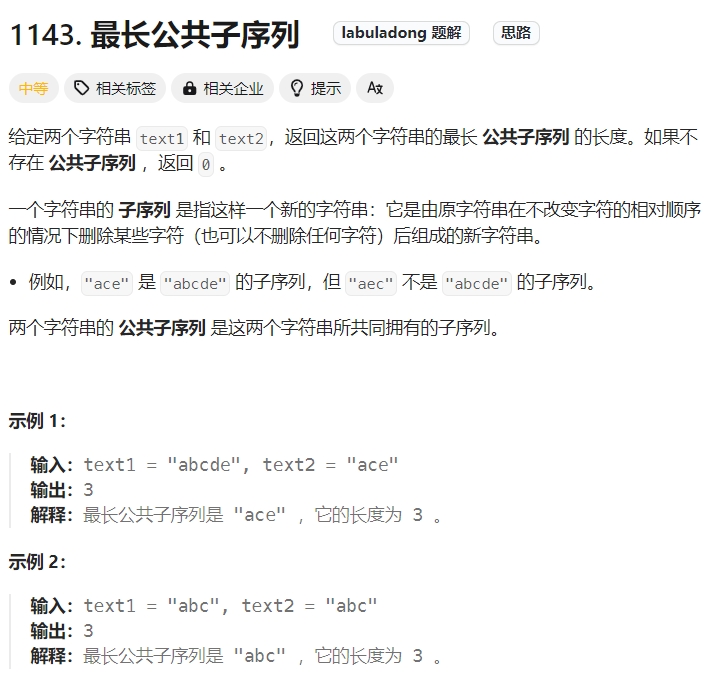 1143. 最长公共子序列 labuladong 题解 思路
中等 相关标签 相关企业 提示 Ax
给定两个字符串 text1 和 text2，返回这两个字符串的最长 公共子序列 的长度。如果不
存在 公共子序列 ，返回 0 。
一个字符串的 子序列 是指这样一个新的字符串：它是由原字符串在不改变字符的相对顺序
的情况下删除某些字符（也可以不删除任何字符）后组成的新字符串。
• 例如，"ace" 是 "abcde" 的子序列，但 "aec" 不是 "abcde" 的子序列。
两个字符串的 公共子序列 是这两个字符串所共同拥有的子序列。
示例 1：
输入：text1 = "abcde", text2 = "ace"
输出：3
解释：最长公共子序列是 "ace" ，它的长度为 3 。
示例 2：
输入：text1 = "abc", text2 = "abc"
输出：3
解释：最长公共子序列是 "abc" ，它的长度为 3 。